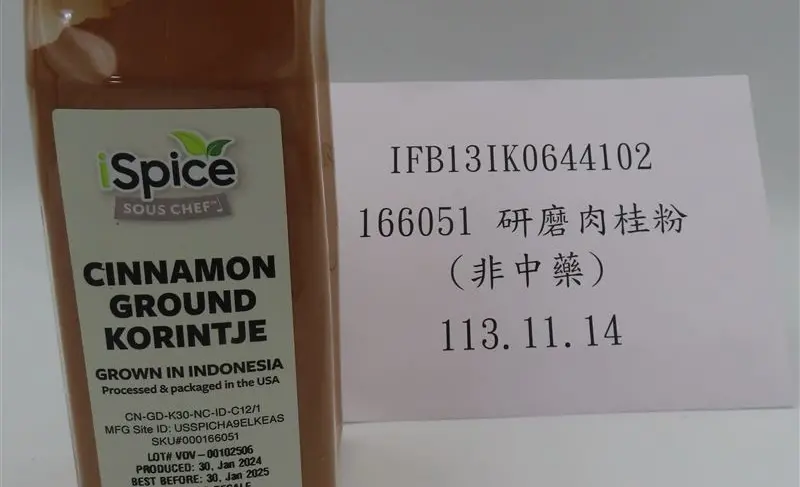 iSpice
SOUS CHEF™
CINNAMON
GROUND
KORINTJE
GROWN IN INDONESIA
Processed & packaged in the USA
CN-GD-K30-NC-ID-C12/1
MFG Site ID: USSPICHA9ELKEAS
SKU#000166051
LOT# VDV-00102506
PRODUCED: 30, Jan 2024
BEST BEFORE: 30, Jan 2025
IFB13IK0644102
166051 研磨肉桂粉
(非中藥)
113.11.14